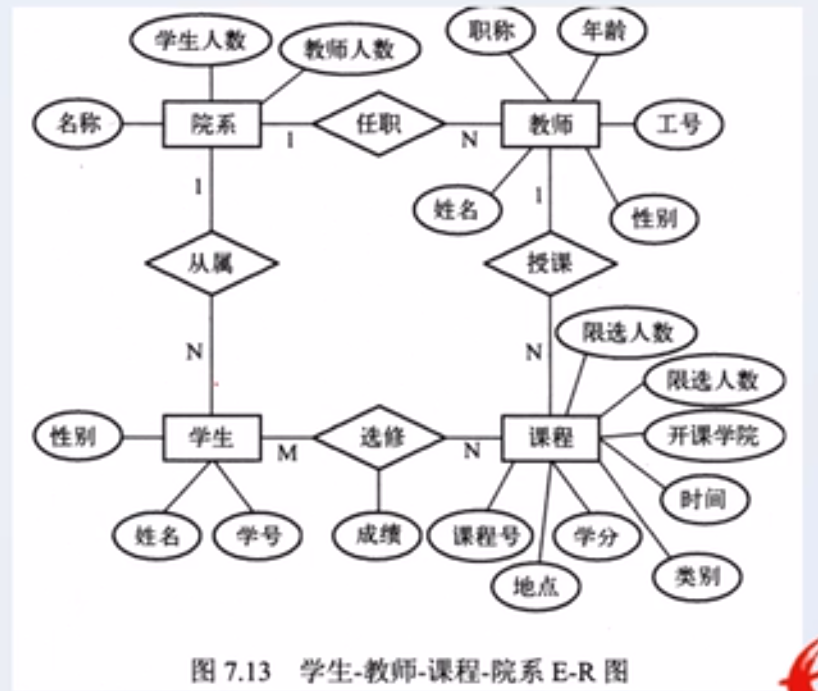 学生人数
教师人数
职称
年龄
名称
院系
1
任职
N
教师
工号
1
姓名
1
性别
从属
授课
N
N
限选人数
限选人数
性别
学生
M
选修
N
课程
开课学院
时间
姓名
学号
成绩
课程号
学分
地点
类别
图 7.13 学生-教师-课程-院系 E-R 图